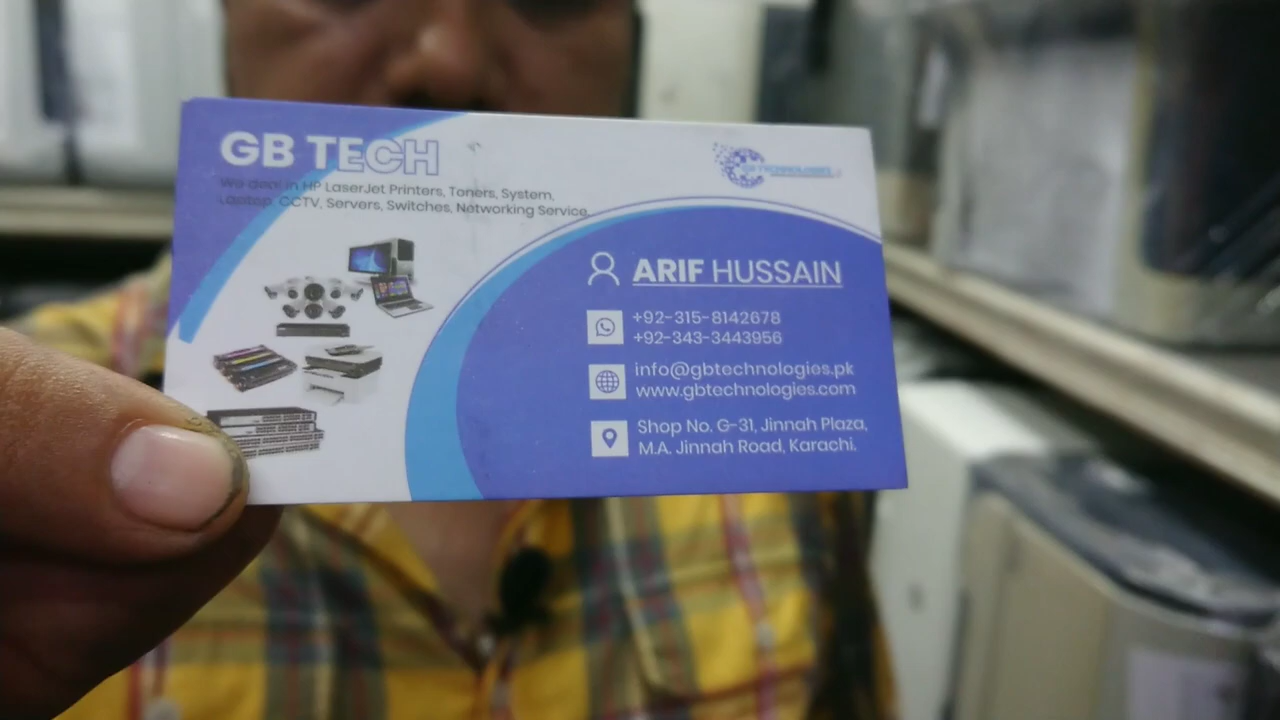 GB TECH
We deal in HP LaserJet Printers, Toners, System,
Laptop, CCTV, Servers, Switches, Networking Service,
GB TECHNOLOGIES
ARIF HUSSAIN
+92-315-8142678
+92-343-3443956
info@gbtechnologies.pk
www.gbtechnologies.com
Shop No. G-31, Jinnah Plaza,
M.A. Jinnah Road, Karachi.